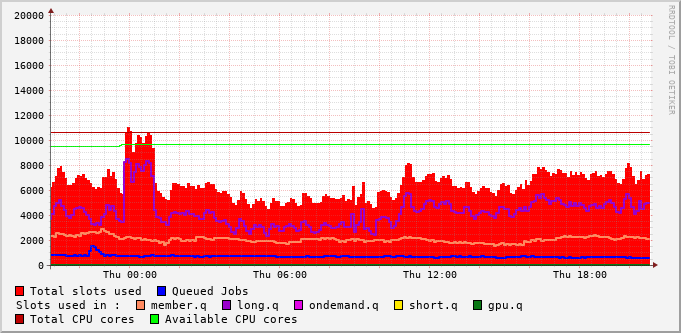 RRDTOOL / TOBI OETIKER
20000
18000
16000
14000
12000
10000
8000
6000
4000
2000
0
Thu 00:00 Thu 06:00 Thu 12:00 Thu 18:00
Total slots used Queued Jobs
Slots used in : member.q long.q ondemand.q short.q gpu.q
Total CPU cores Available CPU cores